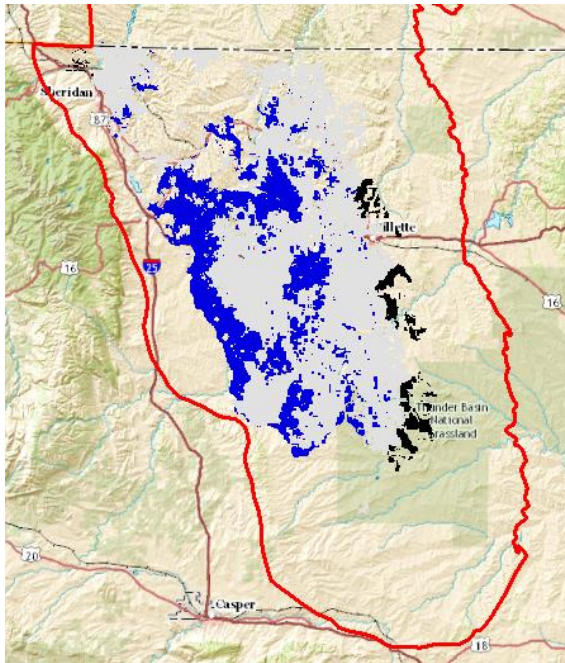 Sheridan
87
illette
16
25
16
Thunder Basin
National
Grassland
20
Casper
18